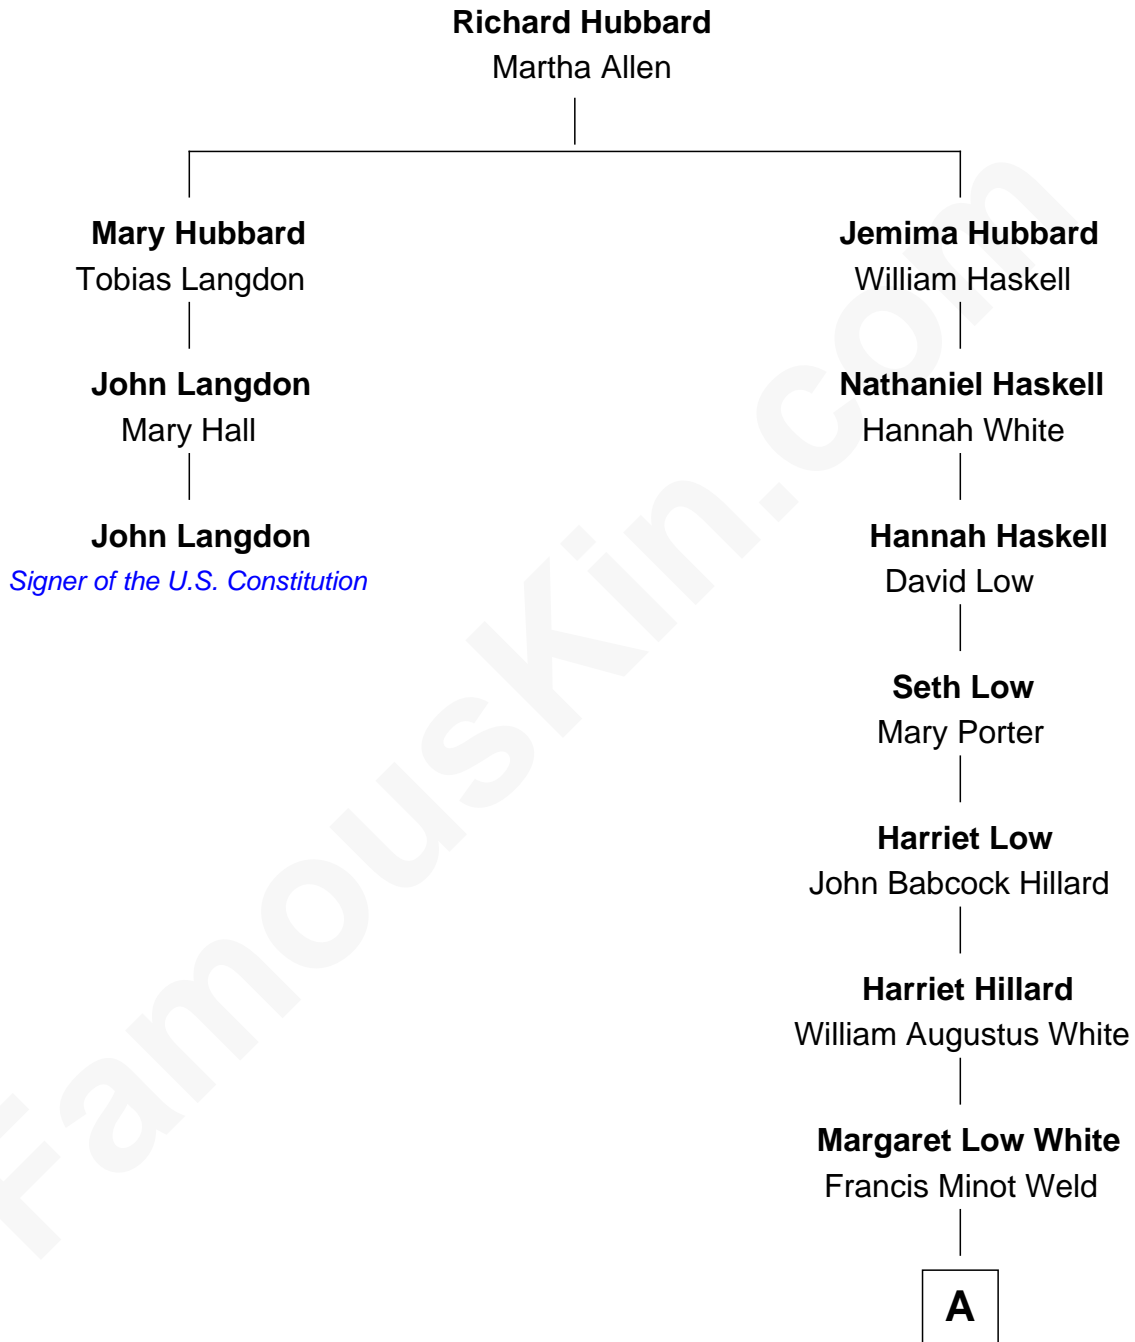 Richard Hubbard
Martha Allen
Mary Hubbard
Tobias Langdon
John Langdon
Mary Hall
John Langdon
Signer of the U.S. Constitution
Jemima Hubbard
William Haskell
Nathaniel Haskell
Hannah White
Hannah Haskell
David Low
Seth Low
Mary Porter
Harriet Low
John Babcock Hillard
Harriet Hillard
William Augustus White
Margaret Low White
Francis Minot Weld
A
FamousKin.com